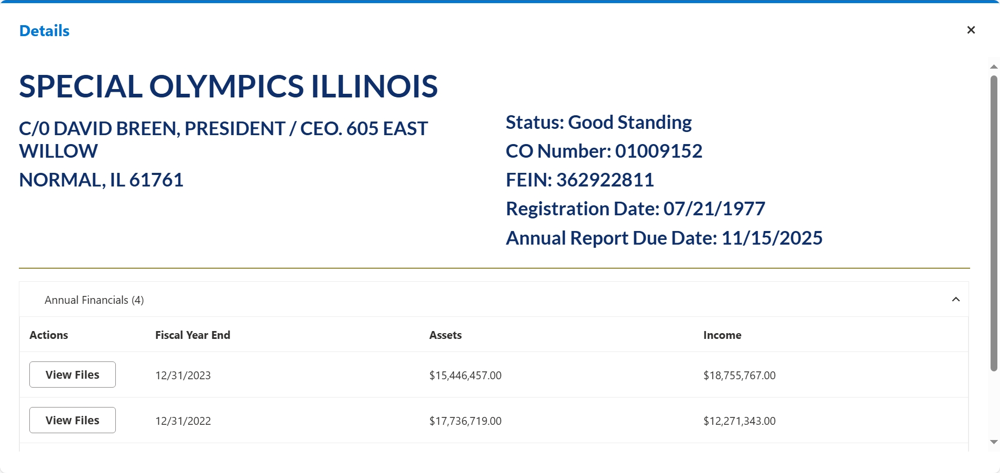 Details
×
SPECIAL OLYMPICS ILLINOIS
C/0 DAVID BREEN, PRESIDENT / CEO. 605 EAST
WILLOW
NORMAL, IL 61761
Status: Good Standing
CO Number: 01009152
FEIN: 362922811
Registration Date: 07/21/1977
Annual Report Due Date: 11/15/2025
Annual Financials (4)
Actions Fiscal Year End Assets Income
View Files 12/31/2023 $15,446,457.00 $18,755,767.00
View Files 12/31/2022 $17,736,719.00 $12,271,343.00